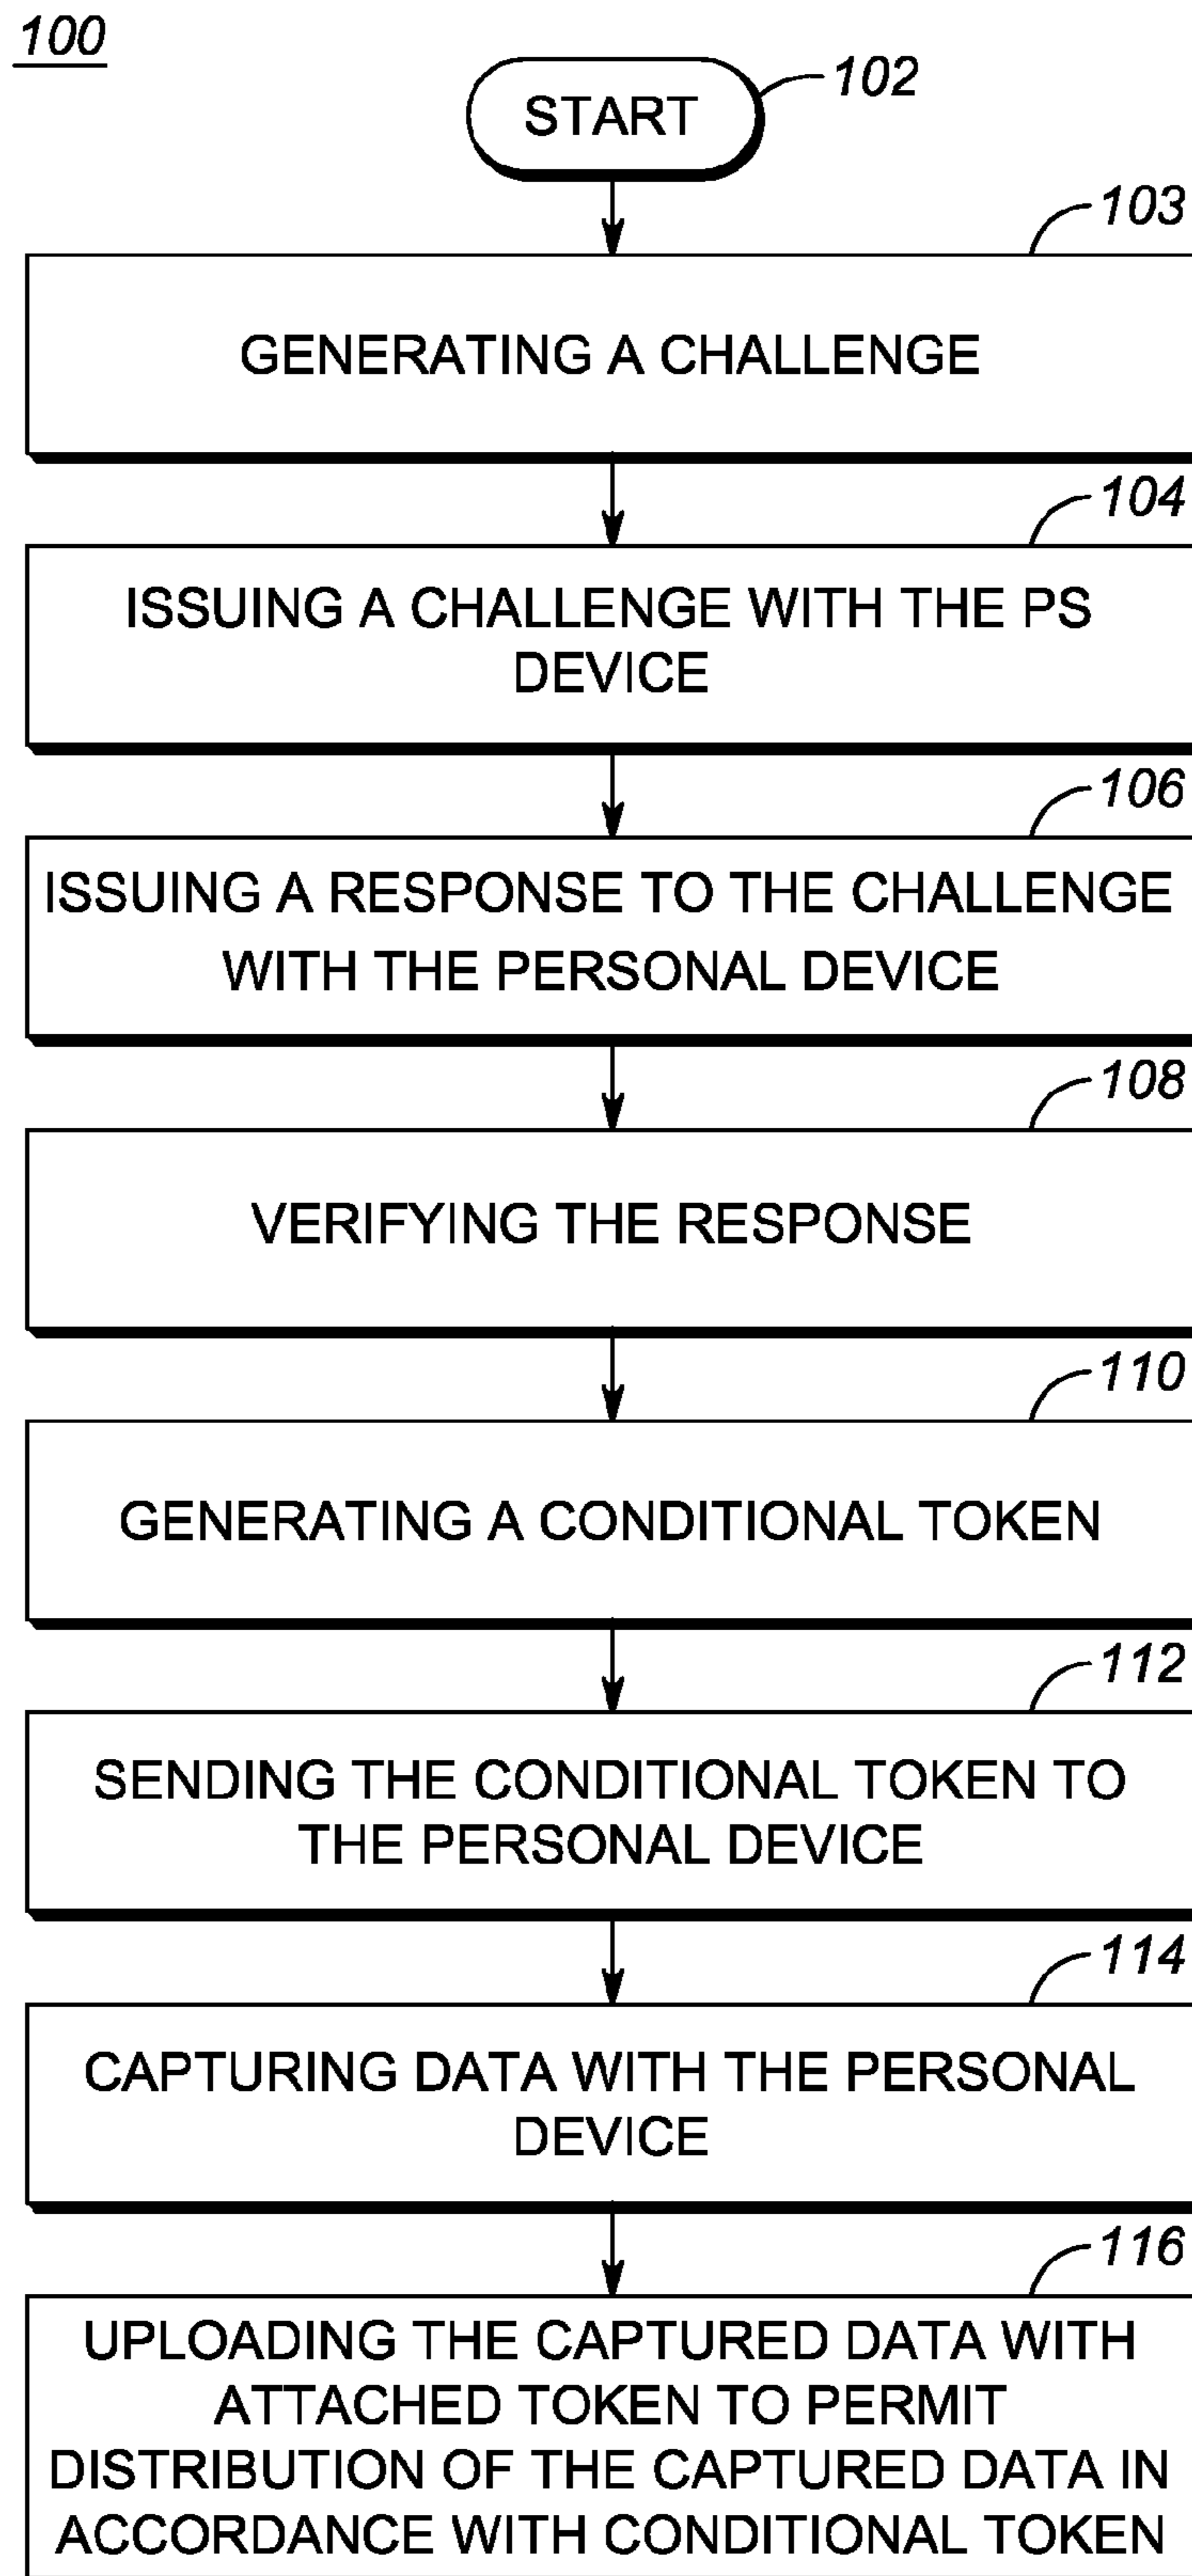 100
START
102
103
GENERATING A CHALLENGE
104
ISSUING A CHALLENGE WITH THE PS
DEVICE
106
ISSUING A RESPONSE TO THE CHALLENGE
WITH THE PERSONAL DEVICE
108
VERIFYING THE RESPONSE
110
GENERATING A CONDITIONAL TOKEN
112
SENDING THE CONDITIONAL TOKEN TO
THE PERSONAL DEVICE
114
CAPTURING DATA WITH THE PERSONAL
DEVICE
116
UPLOADING THE CAPTURED DATA WITH
ATTACHED TOKEN TO PERMIT
DISTRIBUTION OF THE CAPTURED DATA IN
ACCORDANCE WITH CONDITIONAL TOKEN